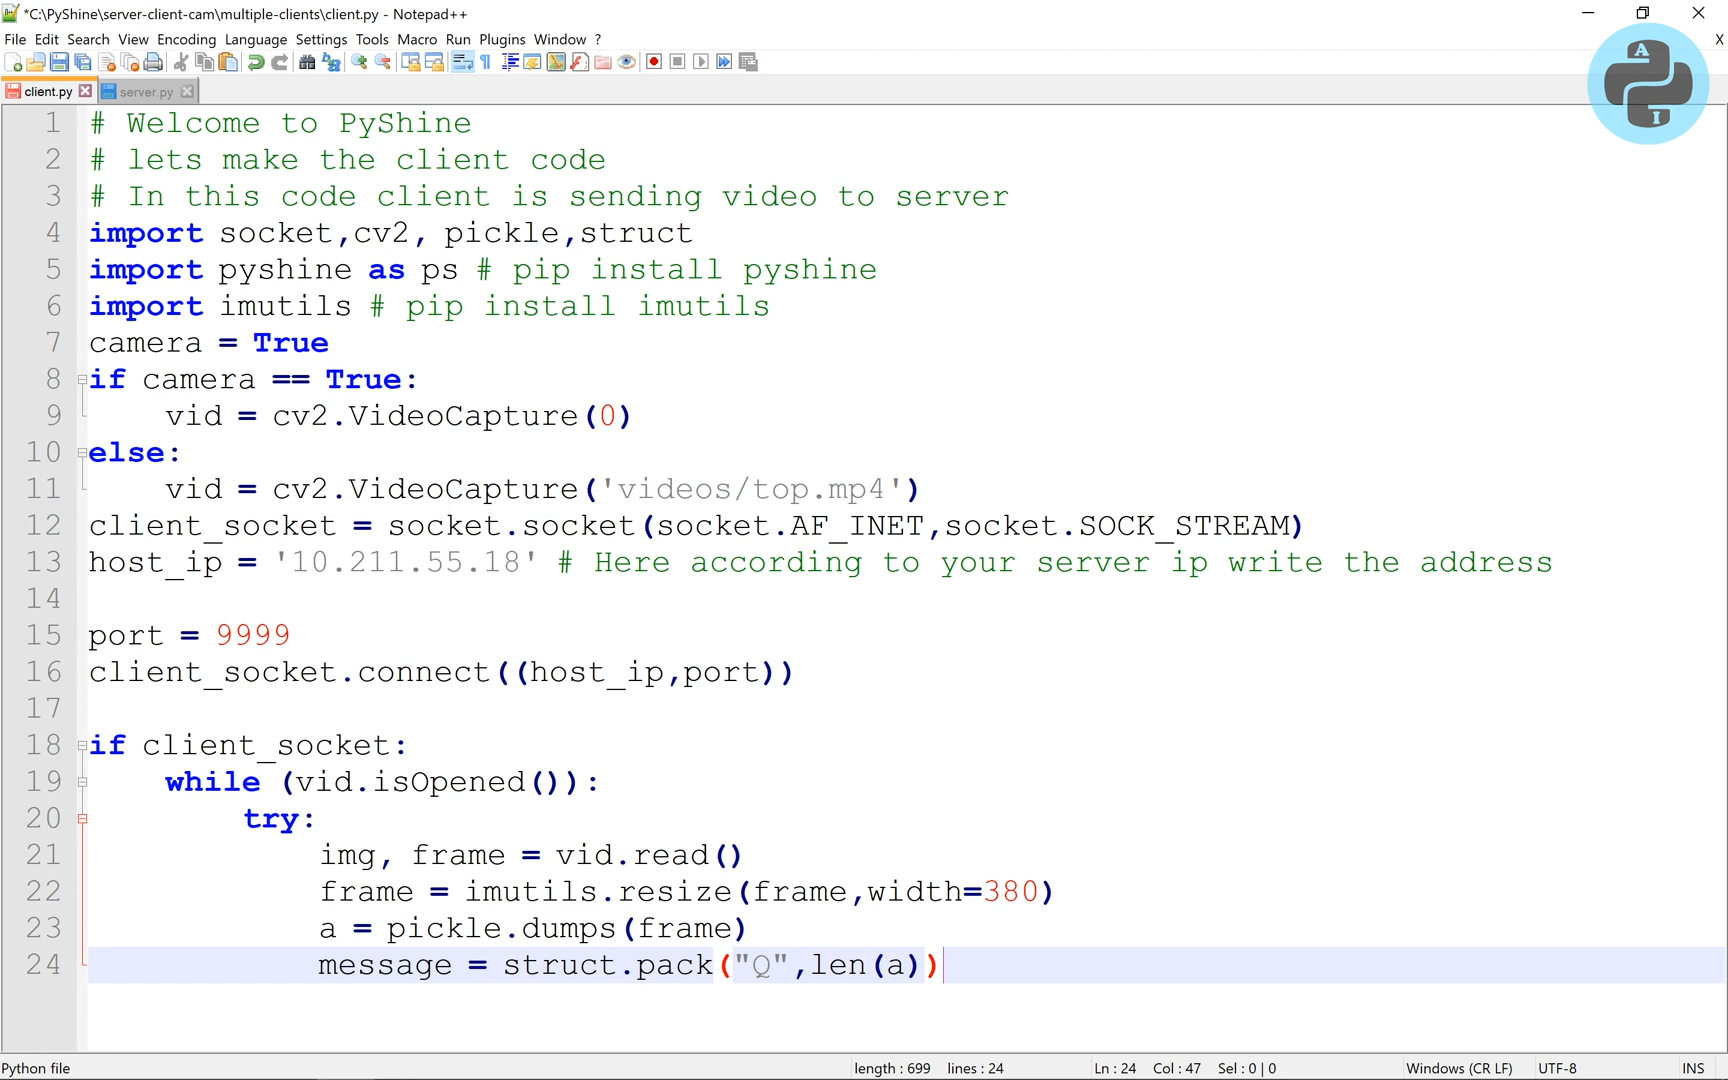 *C:\PyShine\server-client-cam\multiple-clients\client.py - Notepad++
File Edit Search View Encoding Language Settings Tools Macro Run Plugins Window ? X
client.py server.py
A
I
1 # Welcome to PyShine
2 # lets make the client code
3 # In this code client is sending video to server
4 import socket,cv2, pickle,struct
5 import pyshine as ps # pip install pyshine
6 import imutils # pip install imutils
7 camera = True
8 if camera == True:
9 vid = cv2.VideoCapture(0)
10 else:
11 vid = cv2.VideoCapture('videos/top.mp4')
12 client_socket = socket.socket(socket.AF_INET,socket.SOCK_STREAM)
13 host_ip = '10.211.55.18' # Here according to your server ip write the address
14
15 port = 9999
16 client_socket.connect((host_ip,port))
17
18 if client_socket:
19 while (vid.isOpened()):
20 try:
21 img, frame = vid.read()
22 frame = imutils.resize(frame,width=380)
23 a = pickle.dumps(frame)
24 message = struct.pack("Q",len(a))
Python file length : 699 lines : 24 Ln : 24 Col : 47 Sel : 0 | 0 Windows (CR LF) UTF-8 INS